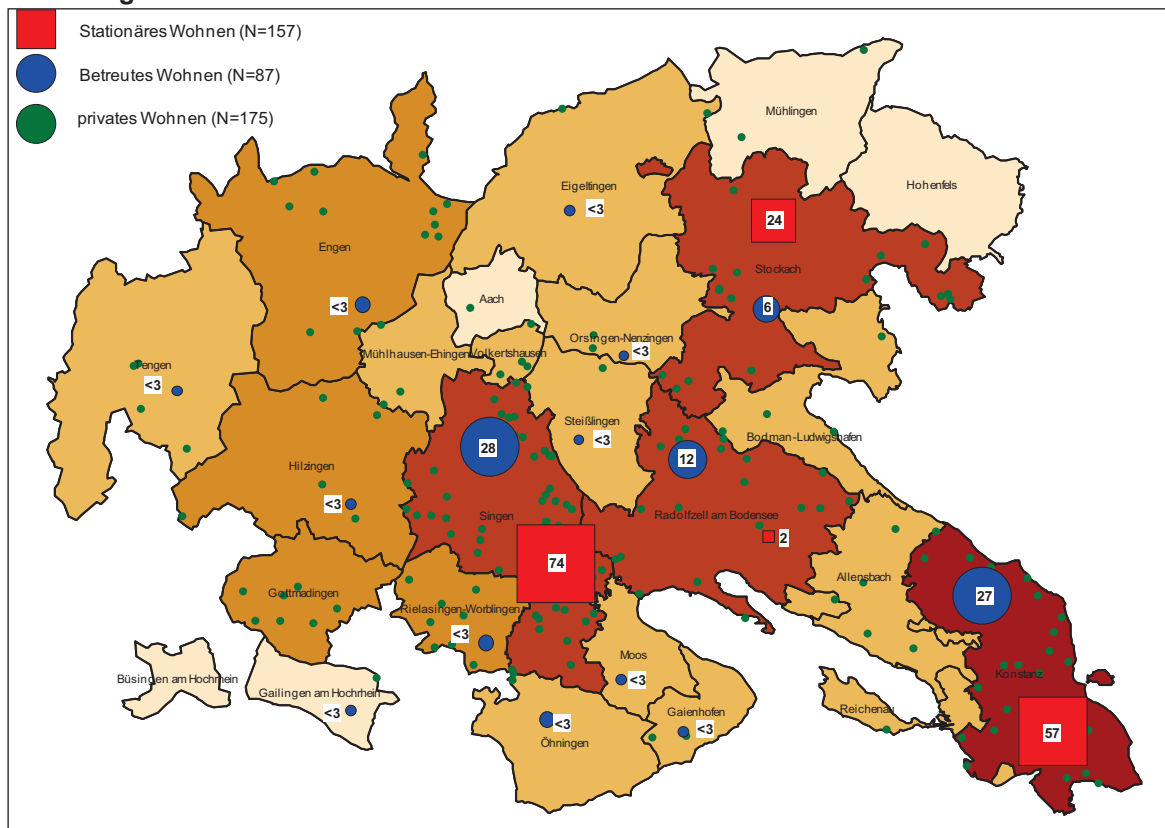 Stationäres Wohnen (N=157)
Betreutes Wohnen (N=87)
privates Wohnen (N=175)
Mühlingen
Hohenfels
Eigeltingen
<3
24
Engen
Stockach
Aach
<3
6
Orsingen-Nenzingen
Mühlhausen-Ehingen
Volkertshausen
<3
Tengen
<3
Steißlingen
<3
Bodman-Ludwigshafen
28
12
Hilzingen
<3
Singen
Radolfzell am Bodensee
2
74
Allensbach
Gottmadingen
27
Rielasingen-Worblingen
<3
Moos
<3
Konstanz
Büsingen am Hochrhein
Gailingen am Hochrhein
<3
Reichenau
Gaienhofen
<3
<3
Öhningen
57